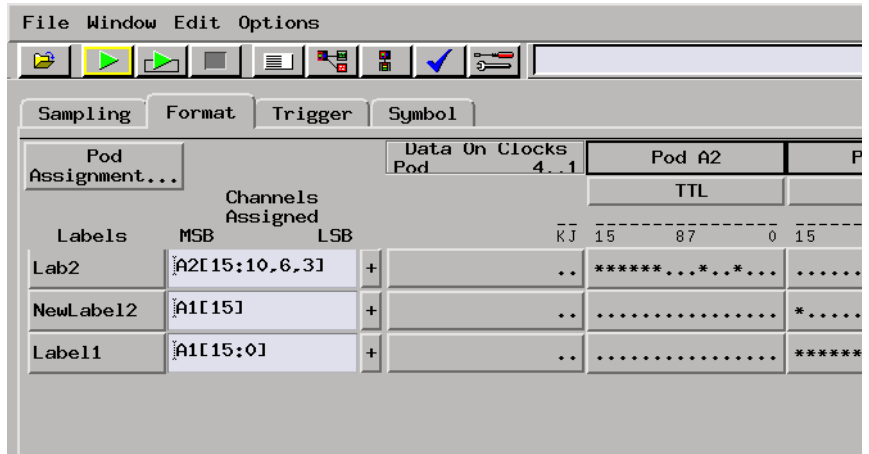 File Window Edit Options
Sampling Format Trigger Symbol
Pod Assignment...
Data On Clocks
Pod 4..1
Pod A2
P
TTL
Channels
Assigned
Labels MSB LSB
KJ 15 87 0 15
Lab2 A2[15:10,6,3] + .. ******...*..*... ......
NewLabel2 A1[15] + .. ................ *.....
Label1 A1[15:0] + .. ................ ******